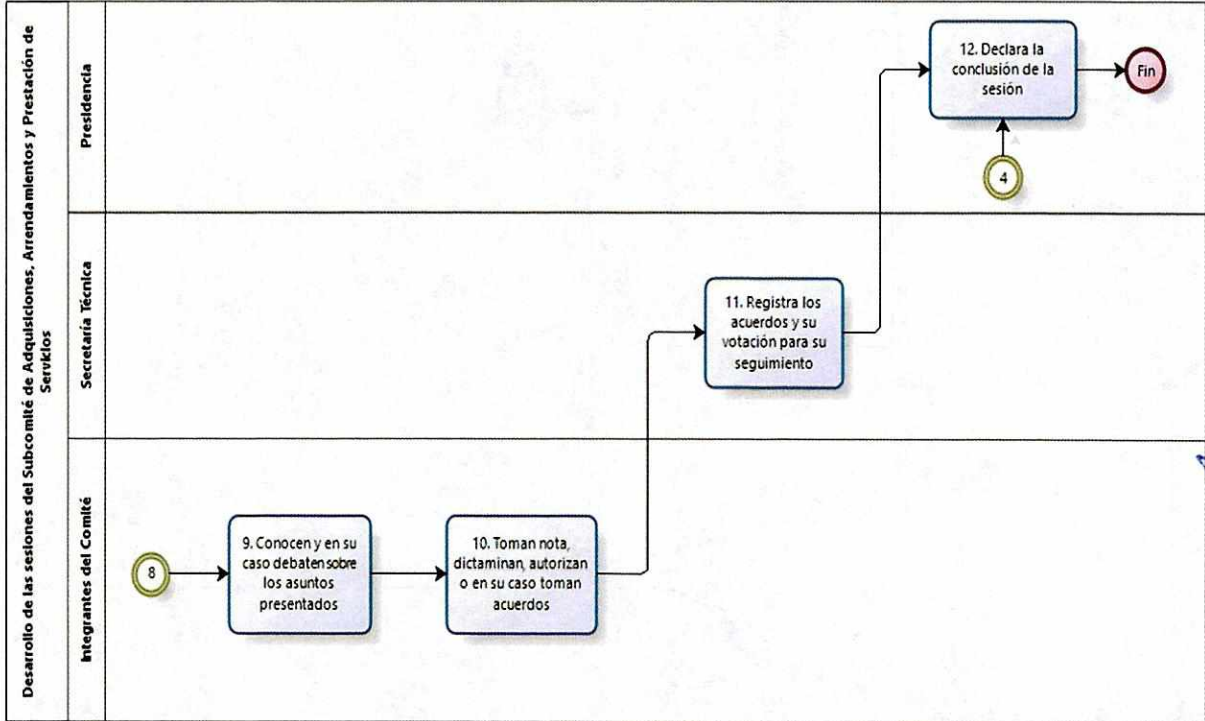 Desarrollo de las sesiones del Subcomité de Adquisiciones, Arrendamientos y Prestación de
Servicios
Presidencia
12. Declara la
conclusión de la
sesión
Fin
4
Secretaría Técnica
11. Registra los
acuerdos y su
votación para su
seguimiento
Integrantes del Comité
8
9. Conocen y en su
caso debaten sobre
los asuntos
presentados
10. Toman nota,
dictaminan, autorizan
o en su caso toman
acuerdos